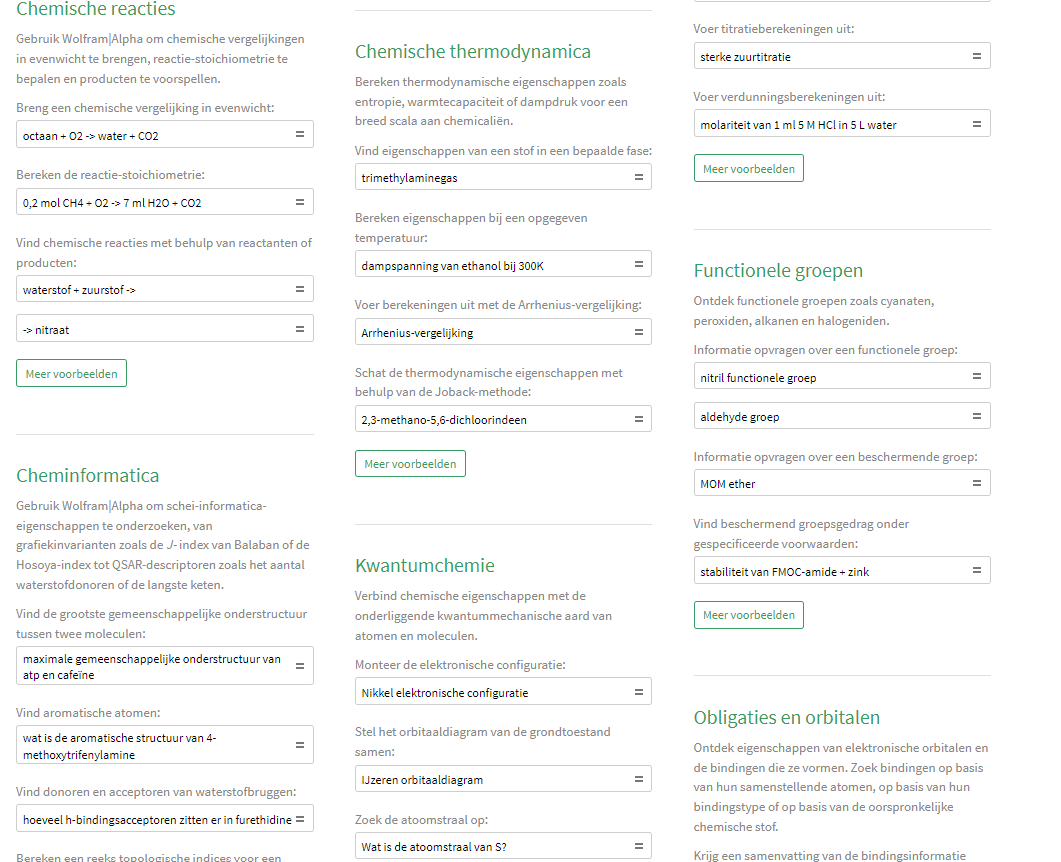 Chemische reacties
Gebruik Wolfram|Alpha om chemische vergelijkingen
in evenwicht te brengen, reactie-stoichiometrie te
bepalen en producten te voorspellen.
Breng een chemische vergelijking in evenwicht:
octaan + O2 -> water + CO2
=
Bereken de reactie-stoichiometrie:
0,2 mol CH4 + O2 -> 7 ml H2O + CO2
=
Vind chemische reacties met behulp van reactanten of
producten:
waterstof + zuurstof ->
=
-> nitraat
=
Meer voorbeelden
Cheminformatica
Gebruik Wolfram|Alpha om schei-informatica-
eigenschappen te onderzoeken, van
grafiekinvarianten zoals de J- index van Balaban of de
Hosoya-index tot QSAR-descriptoren zoals het aantal
waterstofdonoren of de langste keten.
Vind de grootste gemeenschappelijke onderstructuur
tussen twee moleculen:
maximale gemeenschappelijke onderstructuur van
atp en cafeïne
=
Vind aromatische atomen:
wat is de aromatische structuur van 4-
methoxytrifenylamine
=
Vind donoren en acceptoren van waterstofbruggen:
hoeveel h-bindingsacceptoren zitten er in furethidine
=
Bereken een reeks topologische indices voor een
Chemische thermodynamica
Bereken thermodynamische eigenschappen zoals
entropie, warmtecapaciteit of dampdruk voor een
breed scala aan chemicaliën.
Vind eigenschappen van een stof in een bepaalde fase:
trimethylaminegas
=
Bereken eigenschappen bij een opgegeven
temperatuur:
dampspanning van ethanol bij 300K
=
Voer berekeningen uit met de Arrhenius-vergelijking:
Arrhenius-vergelijking
=
Schat de thermodynamische eigenschappen met
behulp van de Joback-methode:
2,3-methano-5,6-dichloorindeen
=
Meer voorbeelden
Kwantumchemie
Verbind chemische eigenschappen met de
onderliggende kwantummechanische aard van
atomen en moleculen.
Monteer de elektronische configuratie:
Nikkel elektronische configuratie
=
Stel het orbitaaldiagram van de grondtoestand
samen:
IJzeren orbitaaldiagram
=
Zoek de atoomstraal op:
Wat is de atoomstraal van S?
=
Voer titratieberekeningen uit:
sterke zuurtitratie
=
Voer verdunningsberekeningen uit:
molariteit van 1 ml 5 M HCl in 5 L water
=
Meer voorbeelden
Functionele groepen
Ontdek functionele groepen zoals cyanaten,
peroxiden, alkanen en halogeniden.
Informatie opvragen over een functionele groep:
nitril functionele groep
=
aldehyde groep
=
Informatie opvragen over een beschermende groep:
MOM ether
=
Vind beschermend groepsgedrag onder
gespecificeerde voorwaarden:
stabiliteit van FMOC-amide + zink
=
Meer voorbeelden
Obligaties en orbitalen
Ontdek eigenschappen van elektronische orbitalen en
de bindingen die ze vormen. Zoek bindingen op basis
van hun samenstellende atomen, op basis van hun
bindingstype of op basis van de oorspronkelijke
chemische stof.
Krijg een samenvatting van de bindingsinformatie